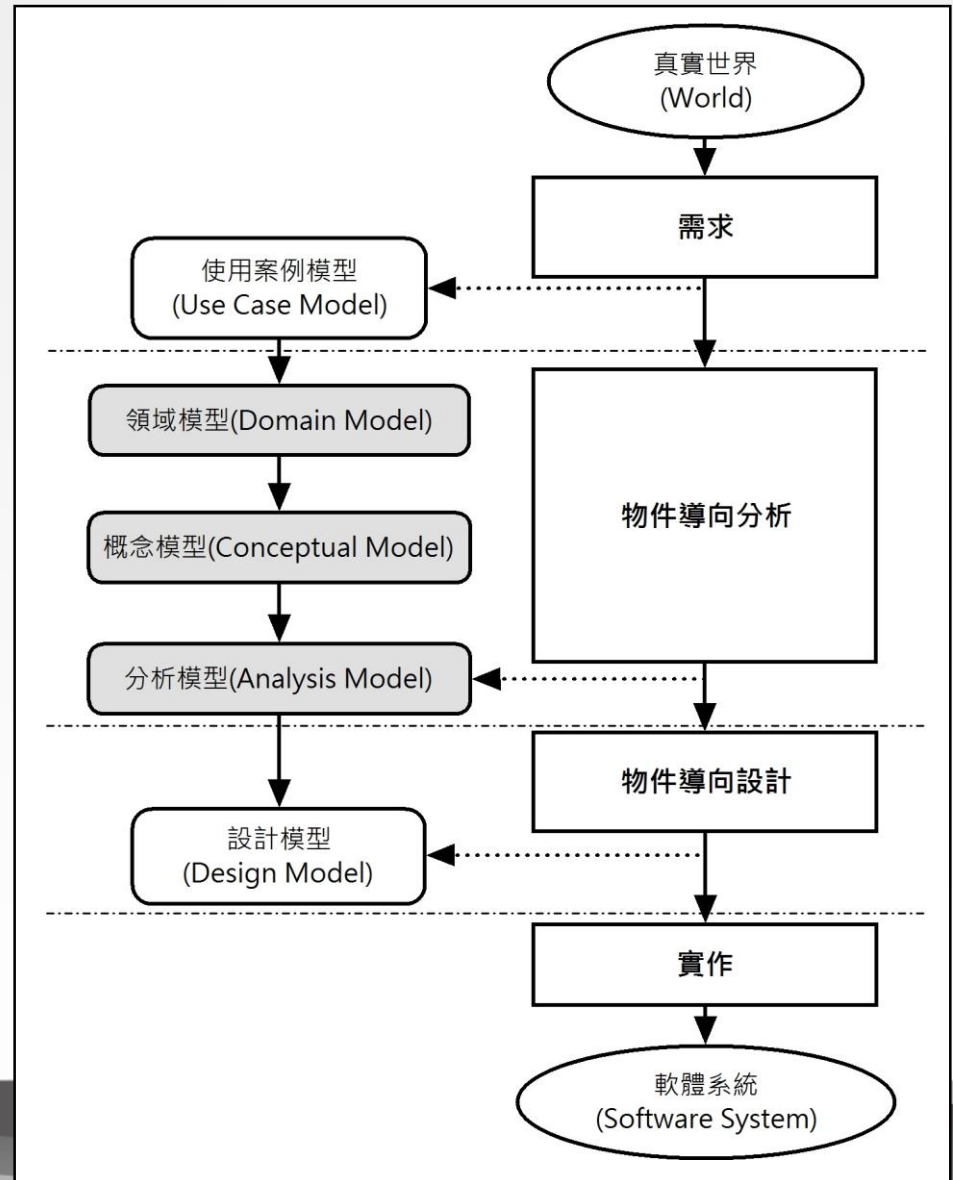 真實世界
(World)
需求
使用案例模型
(Use Case Model)
領域模型(Domain Model)
物件導向分析
概念模型(Conceptual Model)
分析模型(Analysis Model)
物件導向設計
設計模型
(Design Model)
實作
軟體系統
(Software System)